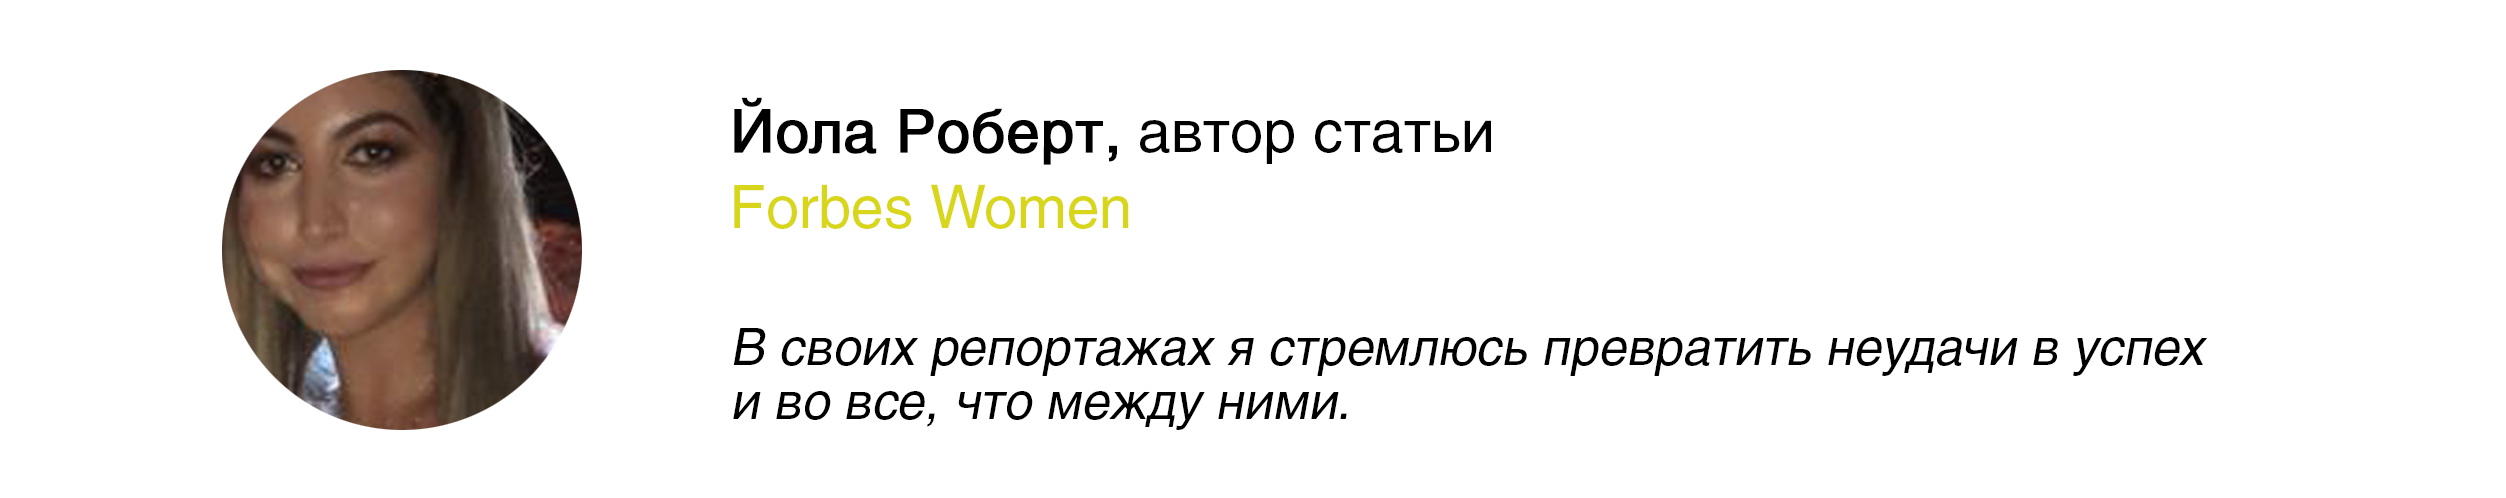 Йола Роберт, автор статьи
Forbes Women
В своих репортажах я стремлюсь превратить неудачи в успех
и во все, что между ними.